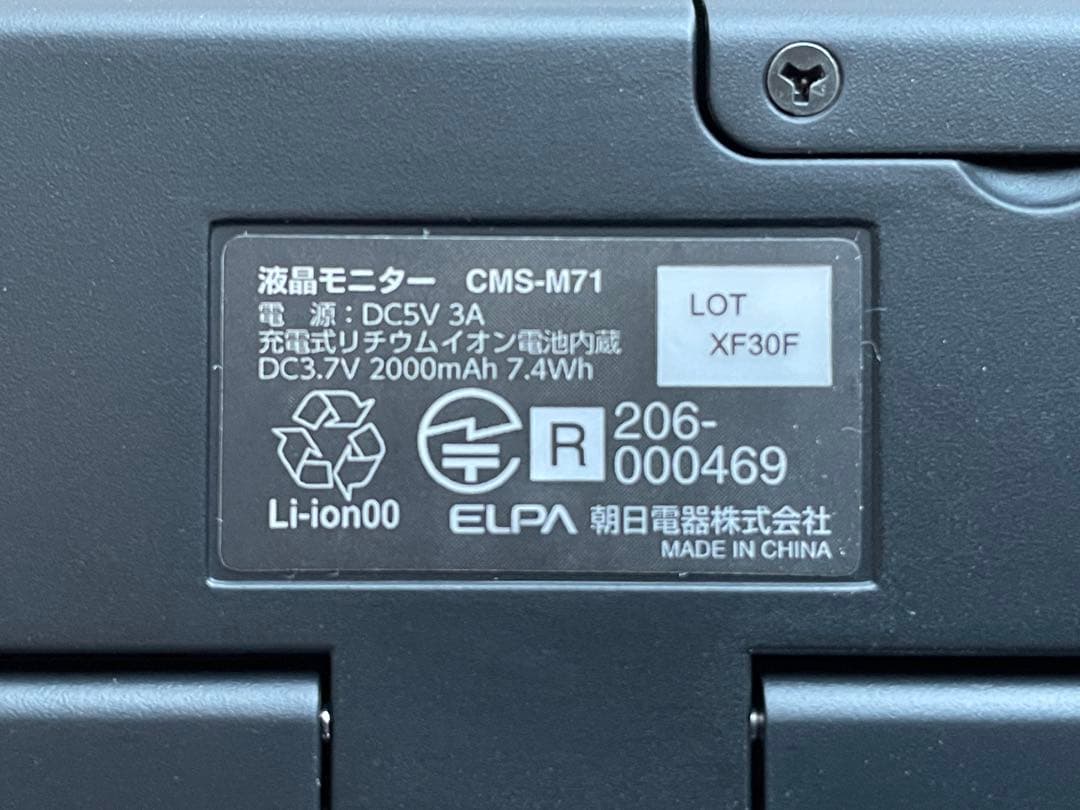 液晶モニター CMS-M71
電 源：DC5V 3A
充電式リチウムイオン電池内蔵
DC3.7V 2000mAh 7.4Wh
LOT
XF30F
Li-ion00
R 206-
000469
ELPA 朝日電器株式会社
MADE IN CHINA